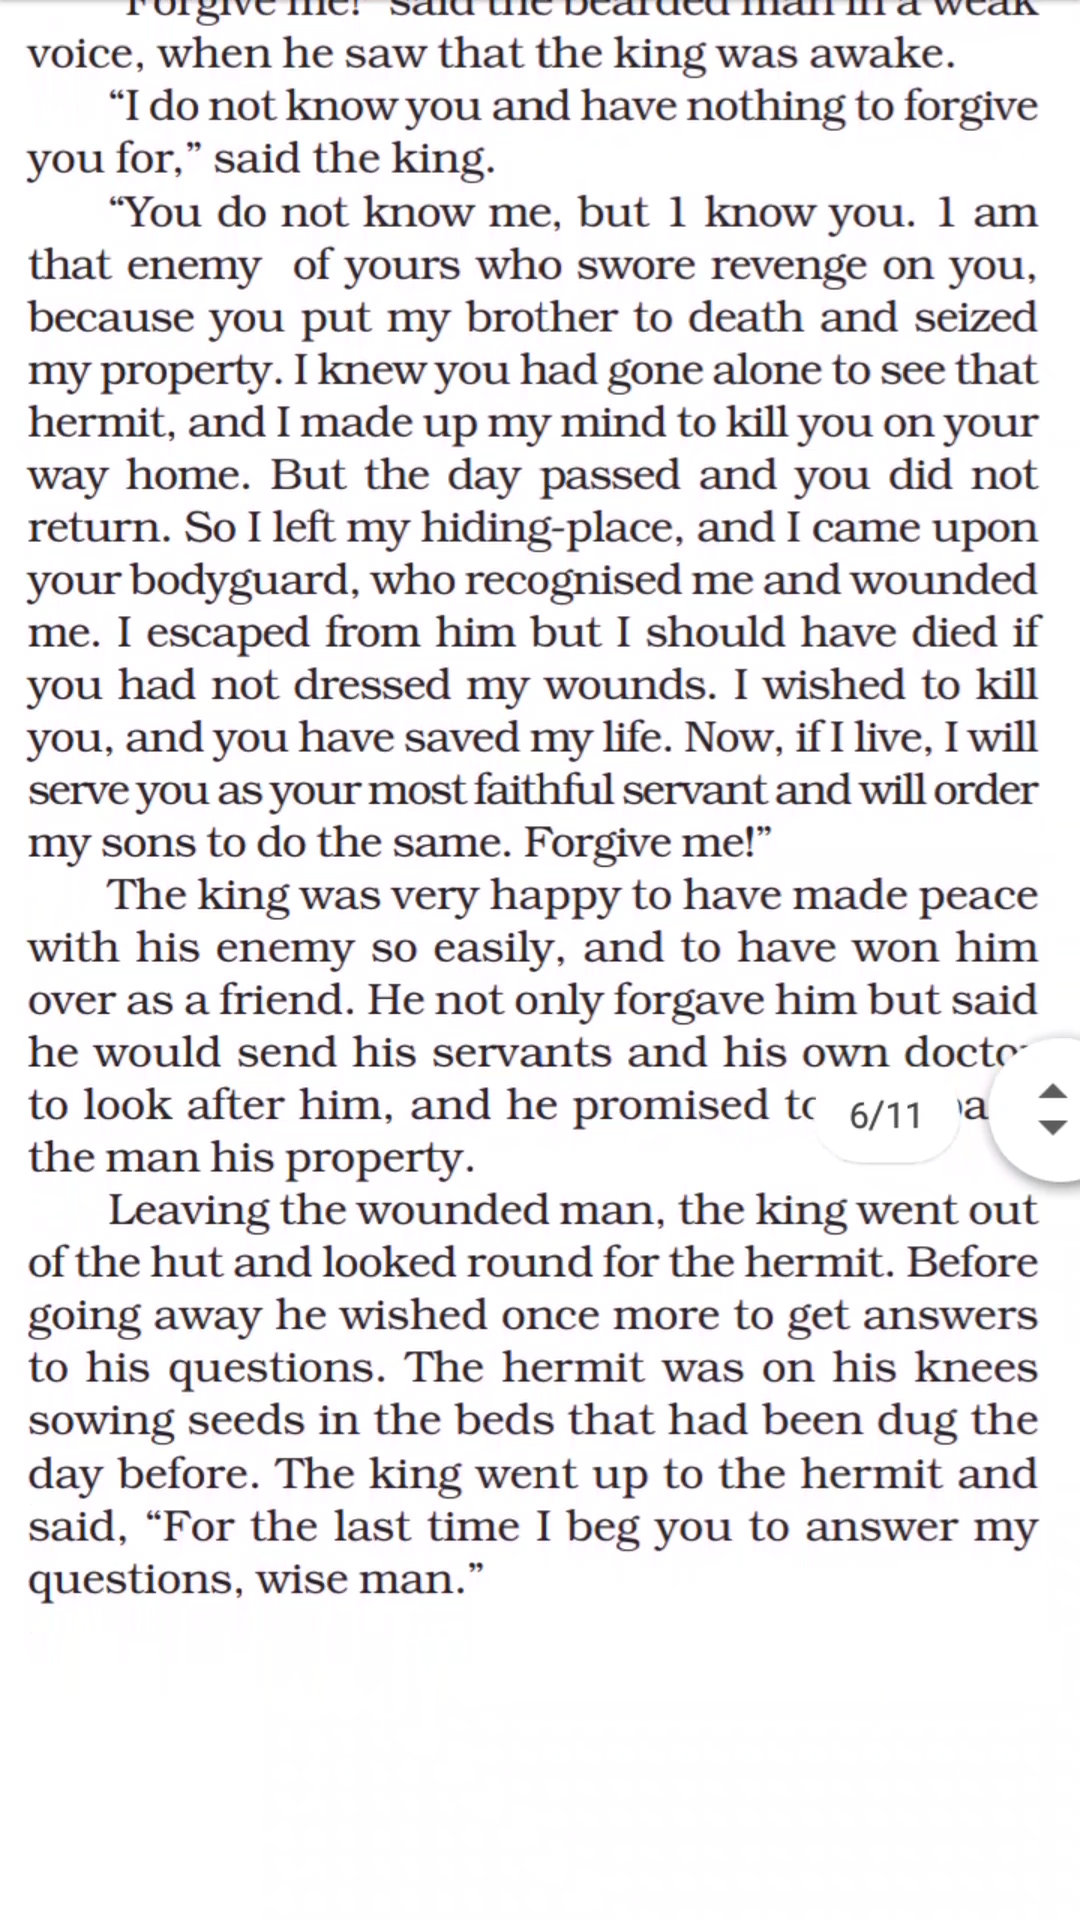 "Forgive me!" said the bearded man in a weak
voice, when he saw that the king was awake.
“I do not know you and have nothing to forgive
you for,” said the king.
“You do not know me, but 1 know you. 1 am
that enemy of yours who swore revenge on you,
because you put my brother to death and seized
my property. I knew you had gone alone to see that
hermit, and I made up my mind to kill you on your
way home. But the day passed and you did not
return. So I left my hiding-place, and I came upon
your bodyguard, who recognised me and wounded
me. I escaped from him but I should have died if
you had not dressed my wounds. I wished to kill
you, and you have saved my life. Now, if I live, I will
serve you as your most faithful servant and will order
my sons to do the same. Forgive me!”
The king was very happy to have made peace
with his enemy so easily, and to have won him
over as a friend. He not only forgave him but said
he would send his servants and his own doctor
to look after him, and he promised to
6/11
the man his property.
Leaving the wounded man, the king went out
of the hut and looked round for the hermit. Before
going away he wished once more to get answers
to his questions. The hermit was on his knees
sowing seeds in the beds that had been dug the
day before. The king went up to the hermit and
said, “For the last time I beg you to answer my
questions, wise man.”